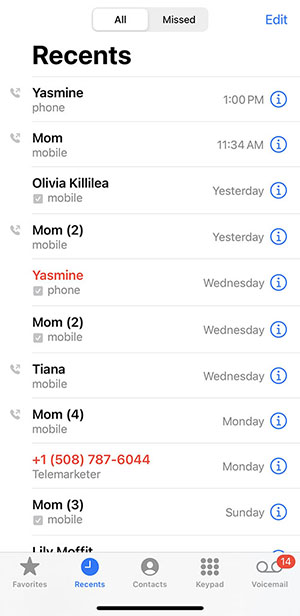 All
Missed
Edit
Recents
Yasmine
phone
1:00 PM
Mom
mobile
11:34 AM
Olivia Killilea
mobile
Yesterday
Mom (2)
mobile
Yesterday
Yasmine
phone
Wednesday
Mom (2)
mobile
Wednesday
Tiana
mobile
Wednesday
Mom (4)
mobile
Monday
+1 (508) 787-6044
Telemarketer
Monday
Mom (3)
mobile
Sunday
Lily Moffit
14
Favorites
Recents
Contacts
Keypad
Voicemail